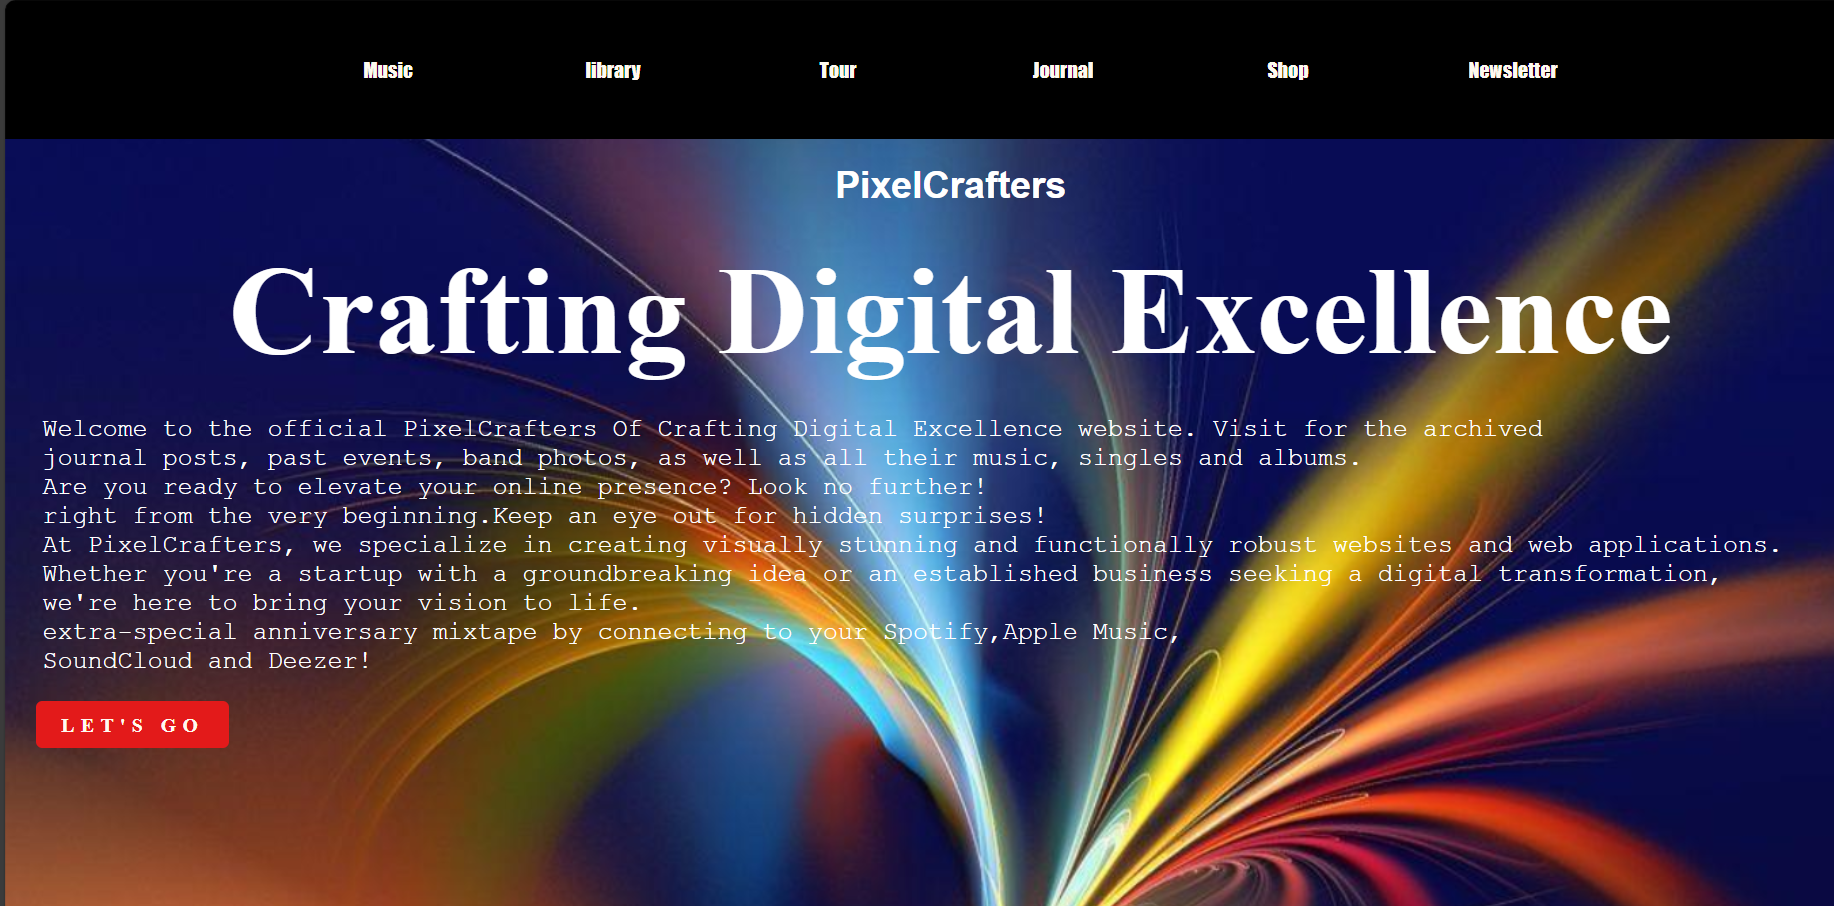 Music library Tour Journal Shop Newsletter
PixelCrafters
Crafting Digital Excellence
Welcome to the official PixelCrafters Of Crafting Digital Excellence website. Visit for the archived
journal posts, past events, band photos, as well as all their music, singles and albums.
Are you ready to elevate your online presence? Look no further!
right from the very beginning.Keep an eye out for hidden surprises!
At PixelCrafters, we specialize in creating visually stunning and functionally robust websites and web applications.
Whether you're a startup with a groundbreaking idea or an established business seeking a digital transformation,
we're here to bring your vision to life.
extra-special anniversary mixtape by connecting to your Spotify,Apple Music,
SoundCloud and Deezer!
LET'S GO